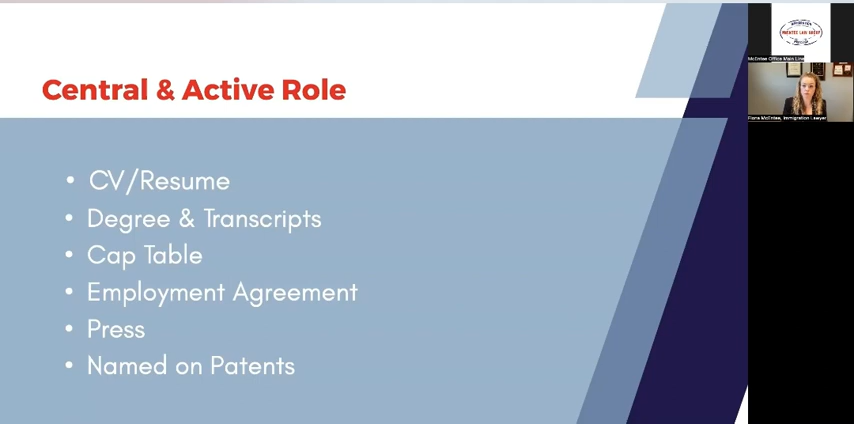 Central & Active Role
• CV/Resume
• Degree & Transcripts
• Cap Table
• Employment Agreement
• Press
• Named on Patents
McEntee Office Main Line
Fiona McEntee, Immigration Lawyer